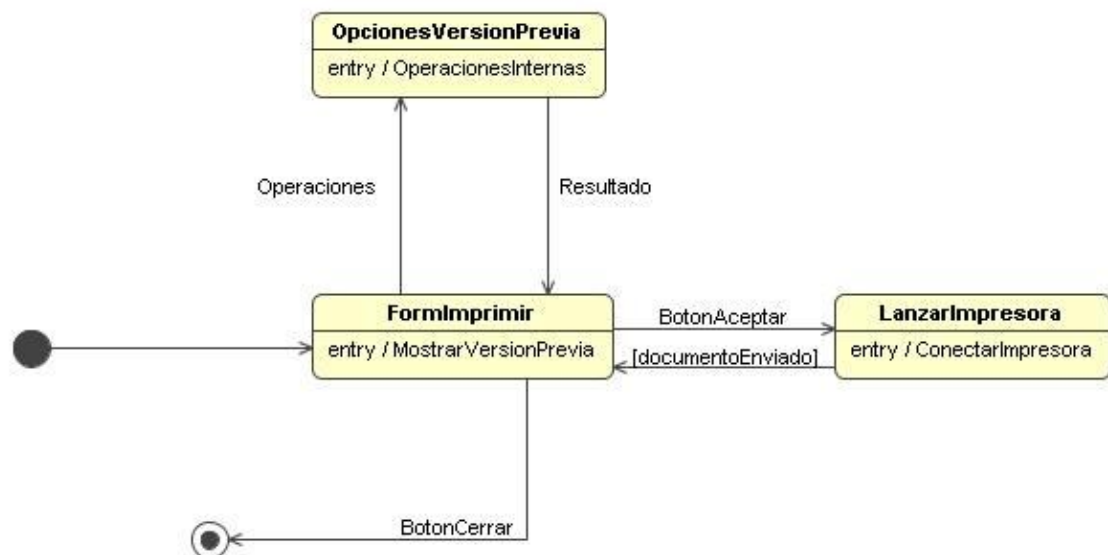 OpcionesVersionPrevia
entry / OperacionesInternas
Operaciones
Resultado
FormImprimir
entry / MostrarVersionPrevia
BotonAceptar
[documentoEnviado]
LanzarImpresora
entry / ConectarImpresora
BotonCerrar